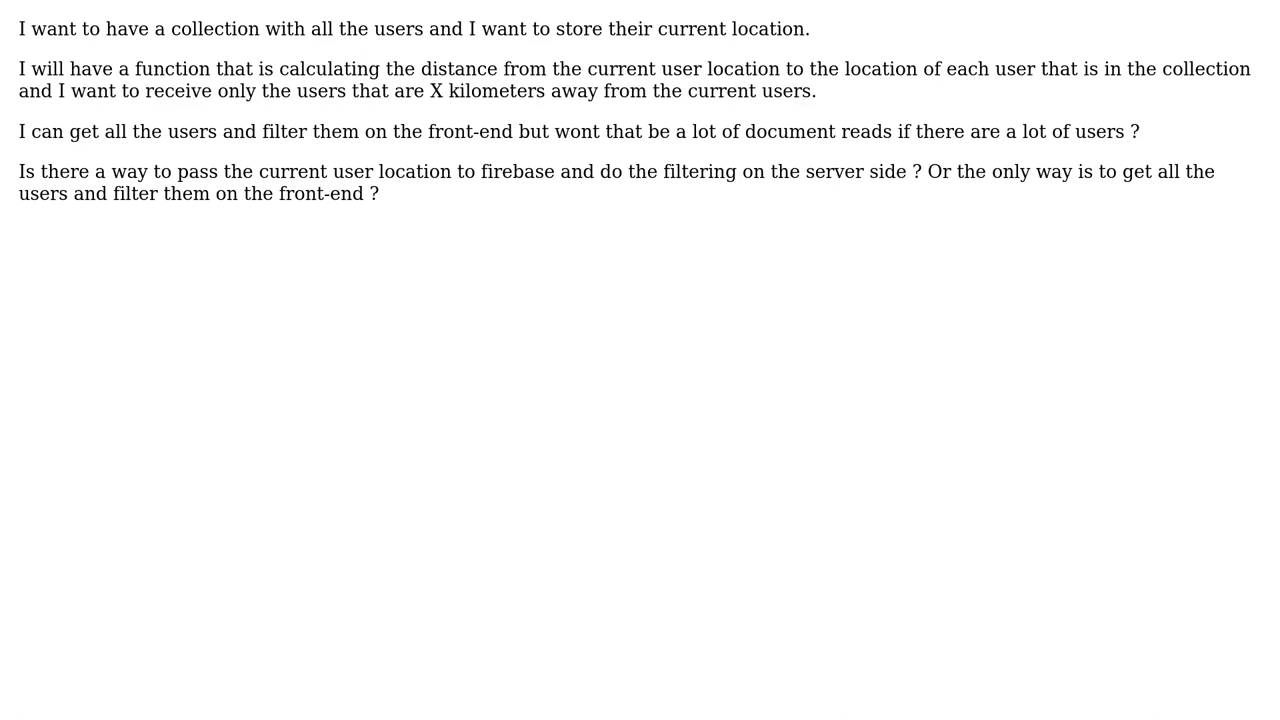 I want to have a collection with all the users and I want to store their current location.
I will have a function that is calculating the distance from the current user location to the location of each user that is in the collection
and I want to receive only the users that are X kilometers away from the current users.
I can get all the users and filter them on the front-end but wont that be a lot of document reads if there are a lot of users ?
Is there a way to pass the current user location to firebase and do the filtering on the server side ? Or the only way is to get all the
users and filter them on the front-end ?